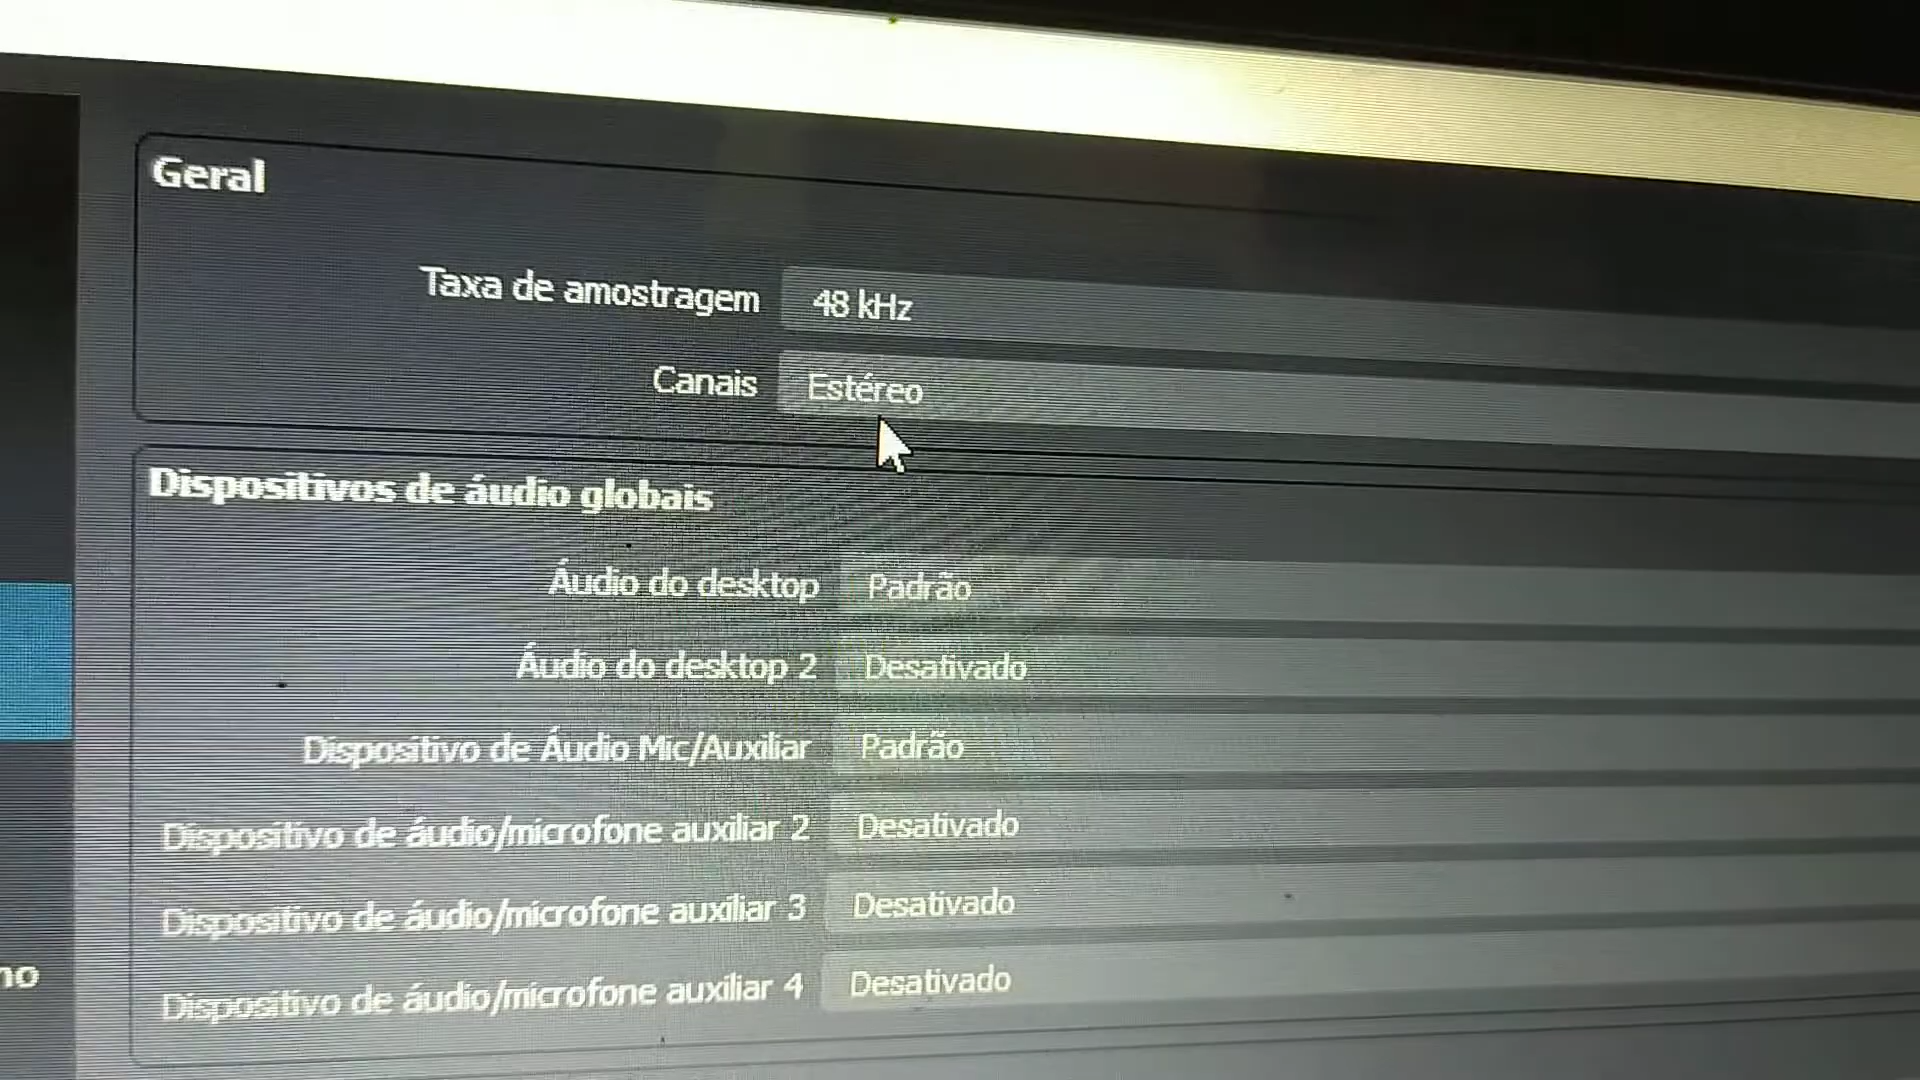 Geral
Taxa de amostragem 48 kHz
Canais Estéreo
Dispositivos de áudio globais
Áudio do desktop Padrão
Áudio do desktop 2 Desativado
Dispositivo de Áudio Mic/Auxiliar Padrão
Dispositivo de áudio/microfone auxiliar 2 Desativado
Dispositivo de áudio/microfone auxiliar 3 Desativado
Dispositivo de áudio/microfone auxiliar 4 Desativado